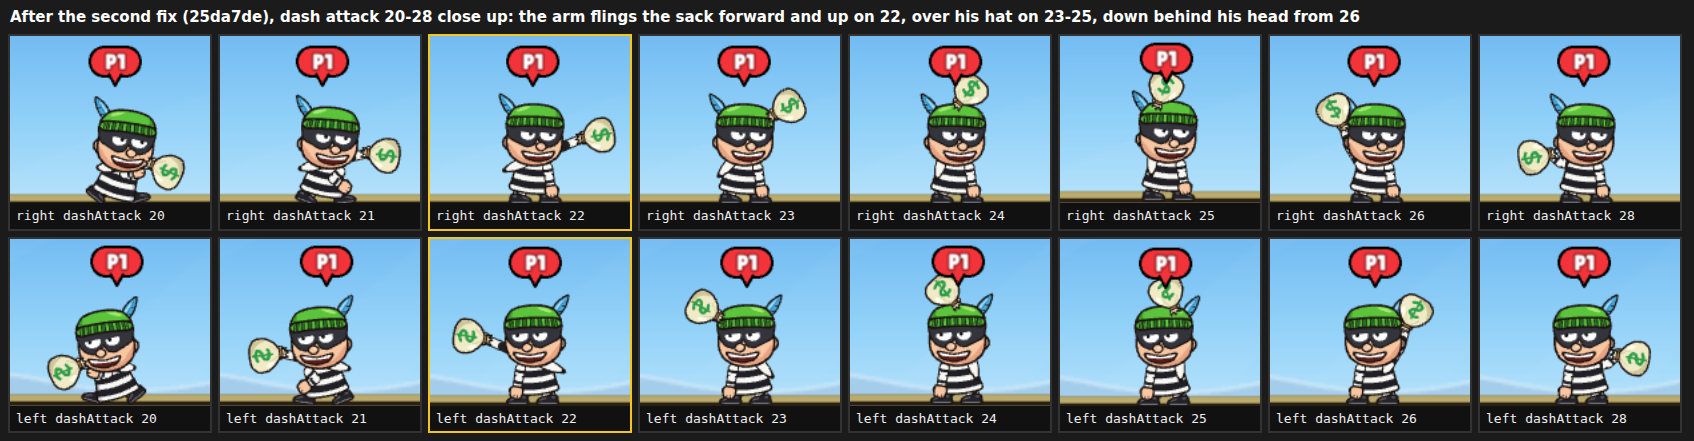 After the second fix (25da7de), dash attack 20-28 close up: the arm flings the sack forward and up on 22, over his hat on 23-25, down behind his head from 26
P1 P1 P1 P1 P1 P1 P1 P1
$ $ $ $ $ $ $ $
right dashAttack 20 right dashAttack 21 right dashAttack 22 right dashAttack 23 right dashAttack 24 right dashAttack 25 right dashAttack 26 right dashAttack 28
P1 P1 P1 P1 P1 P1 P1 P1
$ $ $ $ $ $ $ $
left dashAttack 20 left dashAttack 21 left dashAttack 22 left dashAttack 23 left dashAttack 24 left dashAttack 25 left dashAttack 26 left dashAttack 28